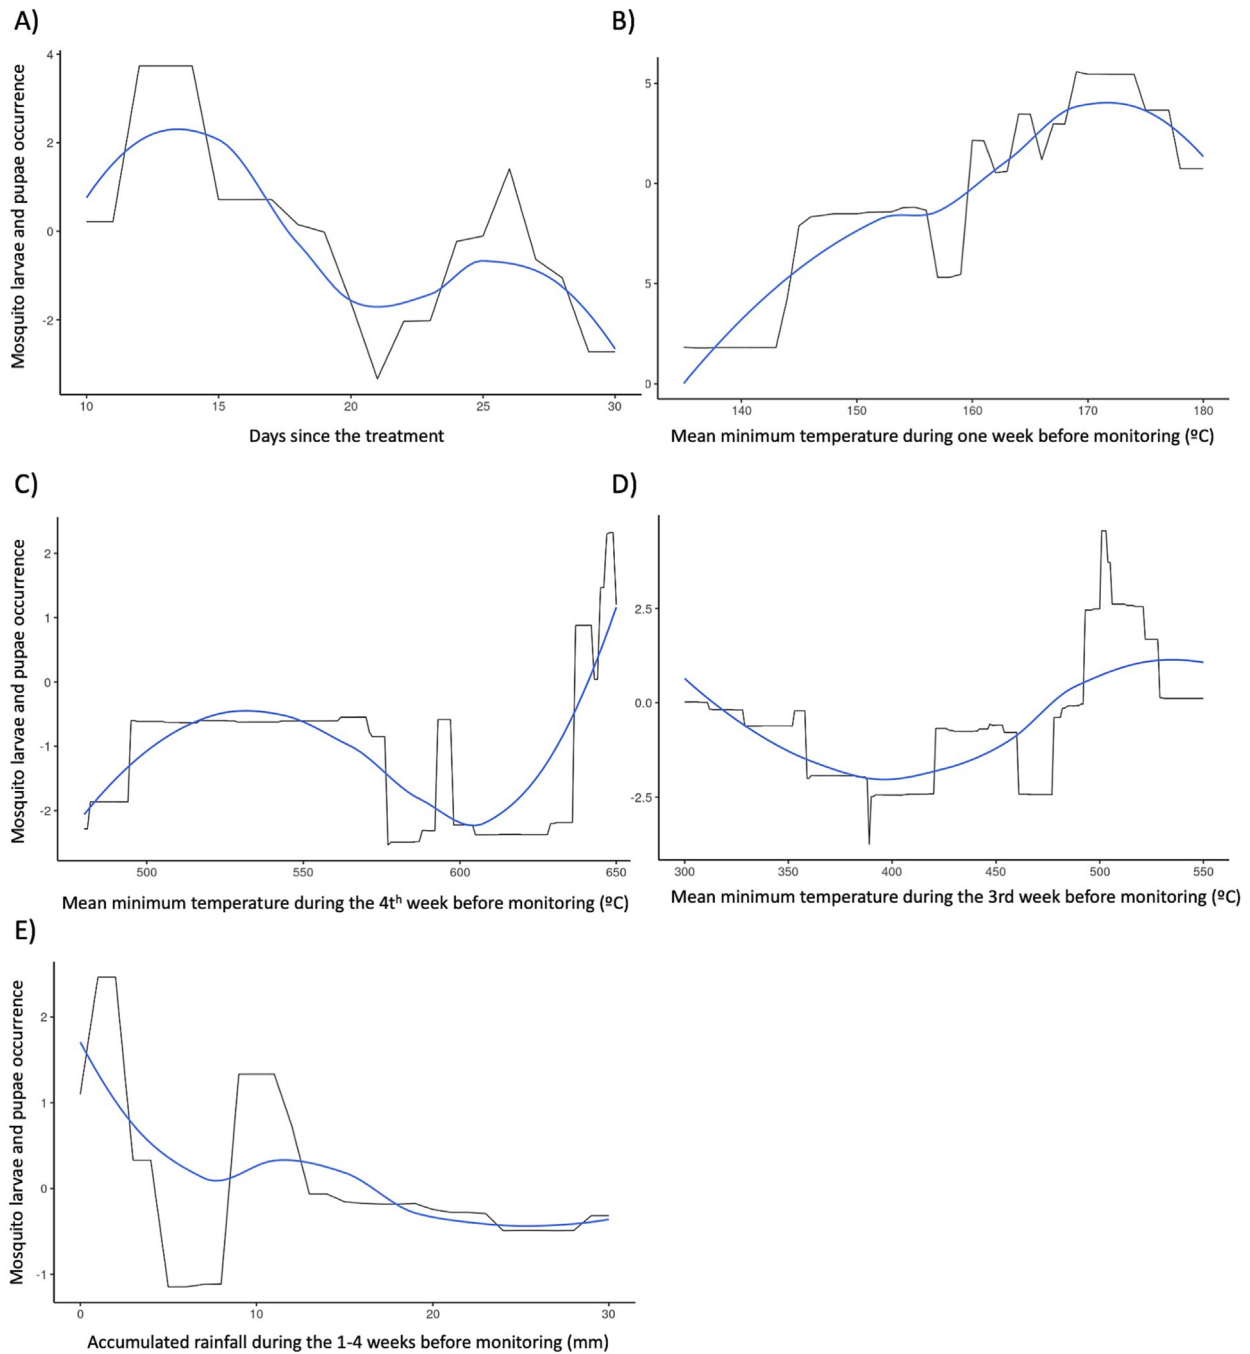 A)
Mosquito larvae and pupae occurrence
4
2
0
-2
10 15 20 25 30
Days since the treatment
B)
5
0
5
0
140 150 160 170 180
Mean minimum temperature during one week before monitoring (ºC)
C)
Mosquito larvae and pupae occurrence
2
1
0
-1
-2
500 550 600 650
Mean minimum temperature during the 4th week before monitoring (ºC)
D)
2.5
0.0
-2.5
300 350 400 450 500 550
Mean minimum temperature during the 3rd week before monitoring (ºC)
E)
Mosquito larvae and pupae occurrence
2
1
0
-1
0 10 20 30
Accumulated rainfall during the 1-4 weeks before monitoring (mm)